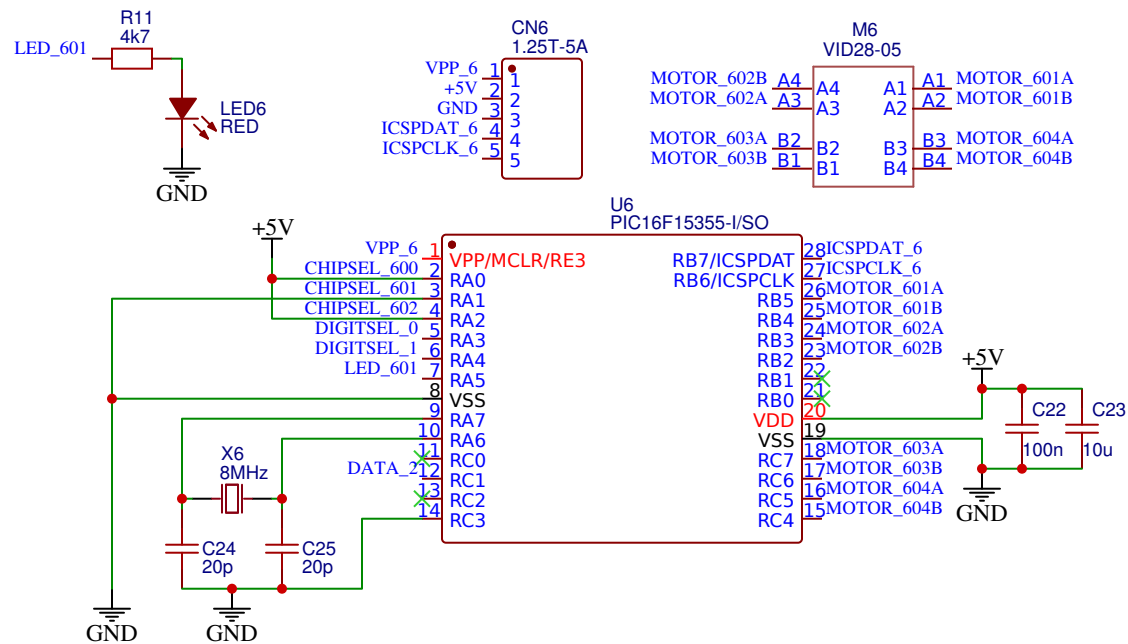 R11
4k7
LED_601
LED6
RED
GND
CN6
1.25T-5A
VPP_6 1 1
+5V 2 2
GND 3 3
ICSPDAT_6 4 4
ICSPCLK_6 5 5
M6
VID28-05
MOTOR_602B A4 A4 A1 A1 MOTOR_601A
MOTOR_602A A3 A3 A2 A2 MOTOR_601B
MOTOR_603A B2 B2 B3 B3 MOTOR_604A
MOTOR_603B B1 B1 B4 B4 MOTOR_604B
U6
PIC16F15355-I/SO
+5V
VPP_6 1 VPP/MCLR/RE3
CHIPSEL_600 2 RA0
CHIPSEL_601 3 RA1
CHIPSEL_602 4 RA2
DIGITSEL_0 5 RA3
DIGITSEL_1 6 RA4
LED_601 7 RA5
8 VSS
9 RA7
10 RA6
11 RC0
DATA_2 12 RC1
13 RC2
14 RC3
RB7/ICSPDAT 28 ICSPDAT_6
RB6/ICSPCLK 27 ICSPCLK_6
RB5 26 MOTOR_601A
RB4 25 MOTOR_601B
RB3 24 MOTOR_602A
RB2 23 MOTOR_602B
RB1 22
RB0 21
VDD 20
VSS 19
RC7 18 MOTOR_603A
RC6 17 MOTOR_603B
RC5 16 MOTOR_604A
RC4 15 MOTOR_604B
+5V
C22
100n
C23
10u
GND
X6
8MHz
C24
20p
C25
20p
GND
GND